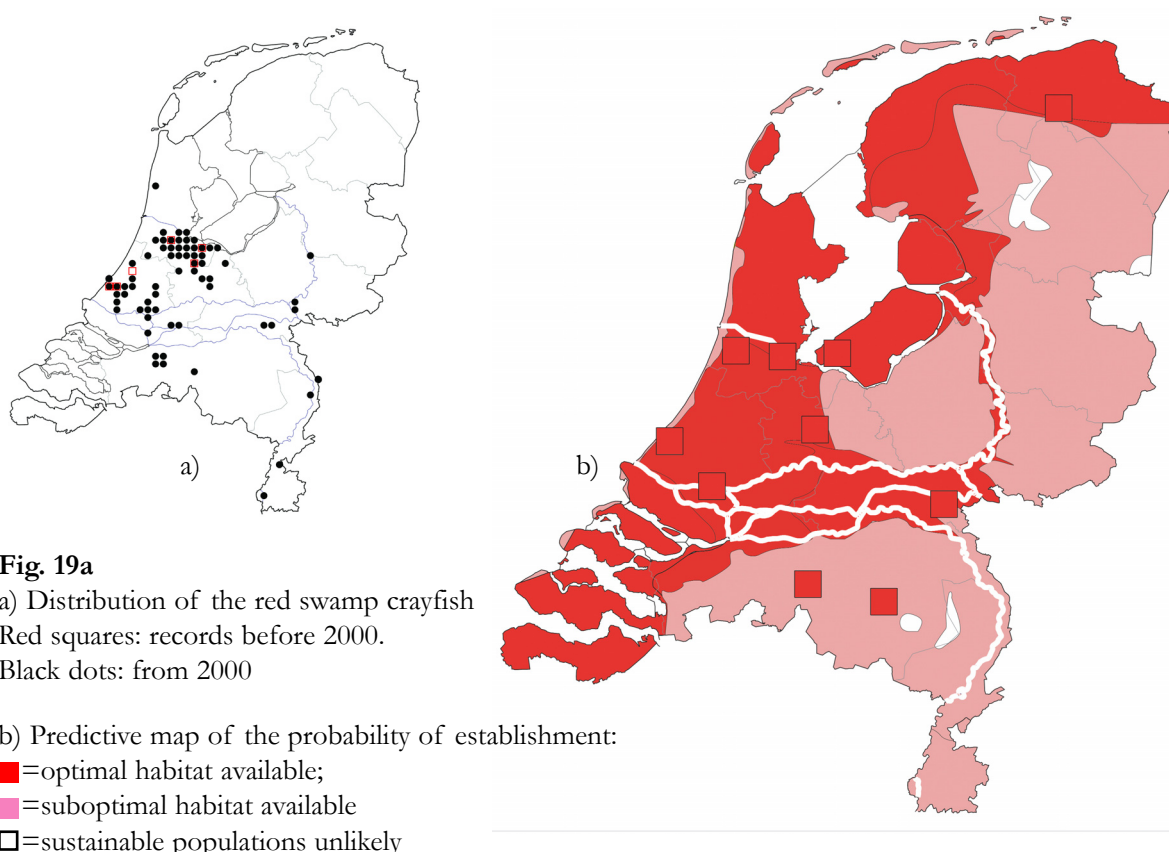 a)
b)
Fig. 19a
a) Distribution of the red swamp crayfish
Red squares: records before 2000.
Black dots: from 2000
b) Predictive map of the probability of establishment:
=optimal habitat available;
=suboptimal habitat available
=sustainable populations unlikely